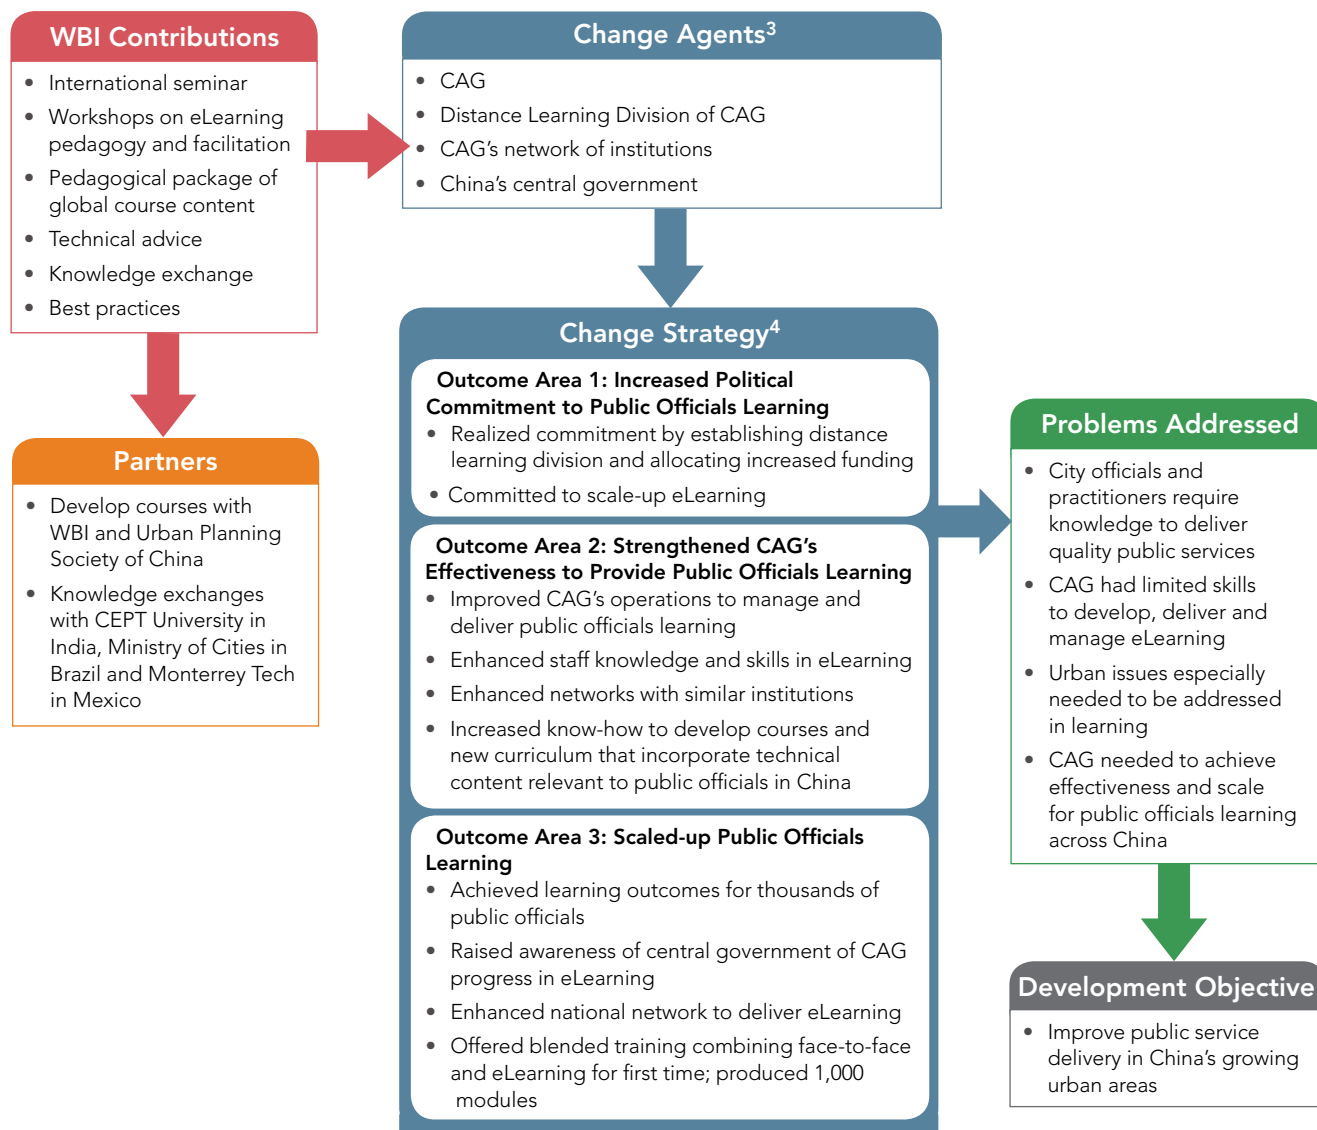 WBI Contributions
• International seminar
• Workshops on eLearning
pedagogy and facilitation
• Pedagogical package of
global course content
• Technical advice
• Knowledge exchange
• Best practices
Change Agents³
• CAG
• Distance Learning Division of CAG
• CAG’s network of institutions
• China’s central government
Partners
• Develop courses with
WBI and Urban Planning
Society of China
• Knowledge exchanges
with CEPT University in
India, Ministry of Cities in
Brazil and Monterrey Tech
in Mexico
Change Strategy⁴
Outcome Area 1: Increased Political
Commitment to Public Officials Learning
• Realized commitment by establishing distance
learning division and allocating increased funding
• Committed to scale-up eLearning
Outcome Area 2: Strengthened CAG’s
Effectiveness to Provide Public Officials Learning
• Improved CAG’s operations to manage and
deliver public officials learning
• Enhanced staff knowledge and skills in eLearning
• Enhanced networks with similar institutions
• Increased know-how to develop courses and
new curriculum that incorporate technical
content relevant to public officials in China
Outcome Area 3: Scaled-up Public Officials
Learning
• Achieved learning outcomes for thousands of
public officials
• Raised awareness of central government of CAG
progress in eLearning
• Enhanced national network to deliver eLearning
• Offered blended training combining face-to-face
and eLearning for first time; produced 1,000
modules
Problems Addressed
• City officials and
practitioners require
knowledge to deliver
quality public services
• CAG had limited skills
to develop, deliver and
manage eLearning
• Urban issues especially
needed to be addressed
in learning
• CAG needed to achieve
effectiveness and scale
for public officials learning
across China
Development Objective
• Improve public service
delivery in China’s growing
urban areas